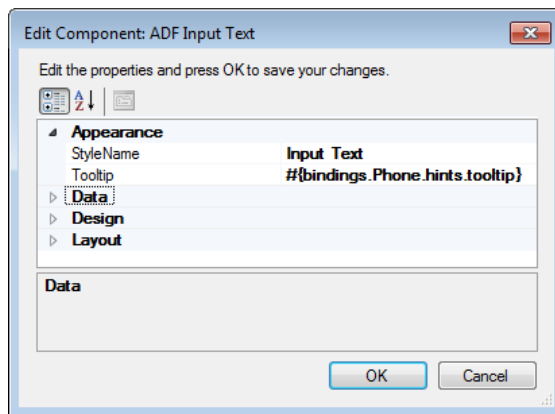 Edit Component: ADF Input Text
Edit the properties and press OK to save your changes.
Appearance
StyleName Input Text
Tooltip #{bindings.Phone.hints.tooltip}
Data
Design
Layout
Data
OK Cancel